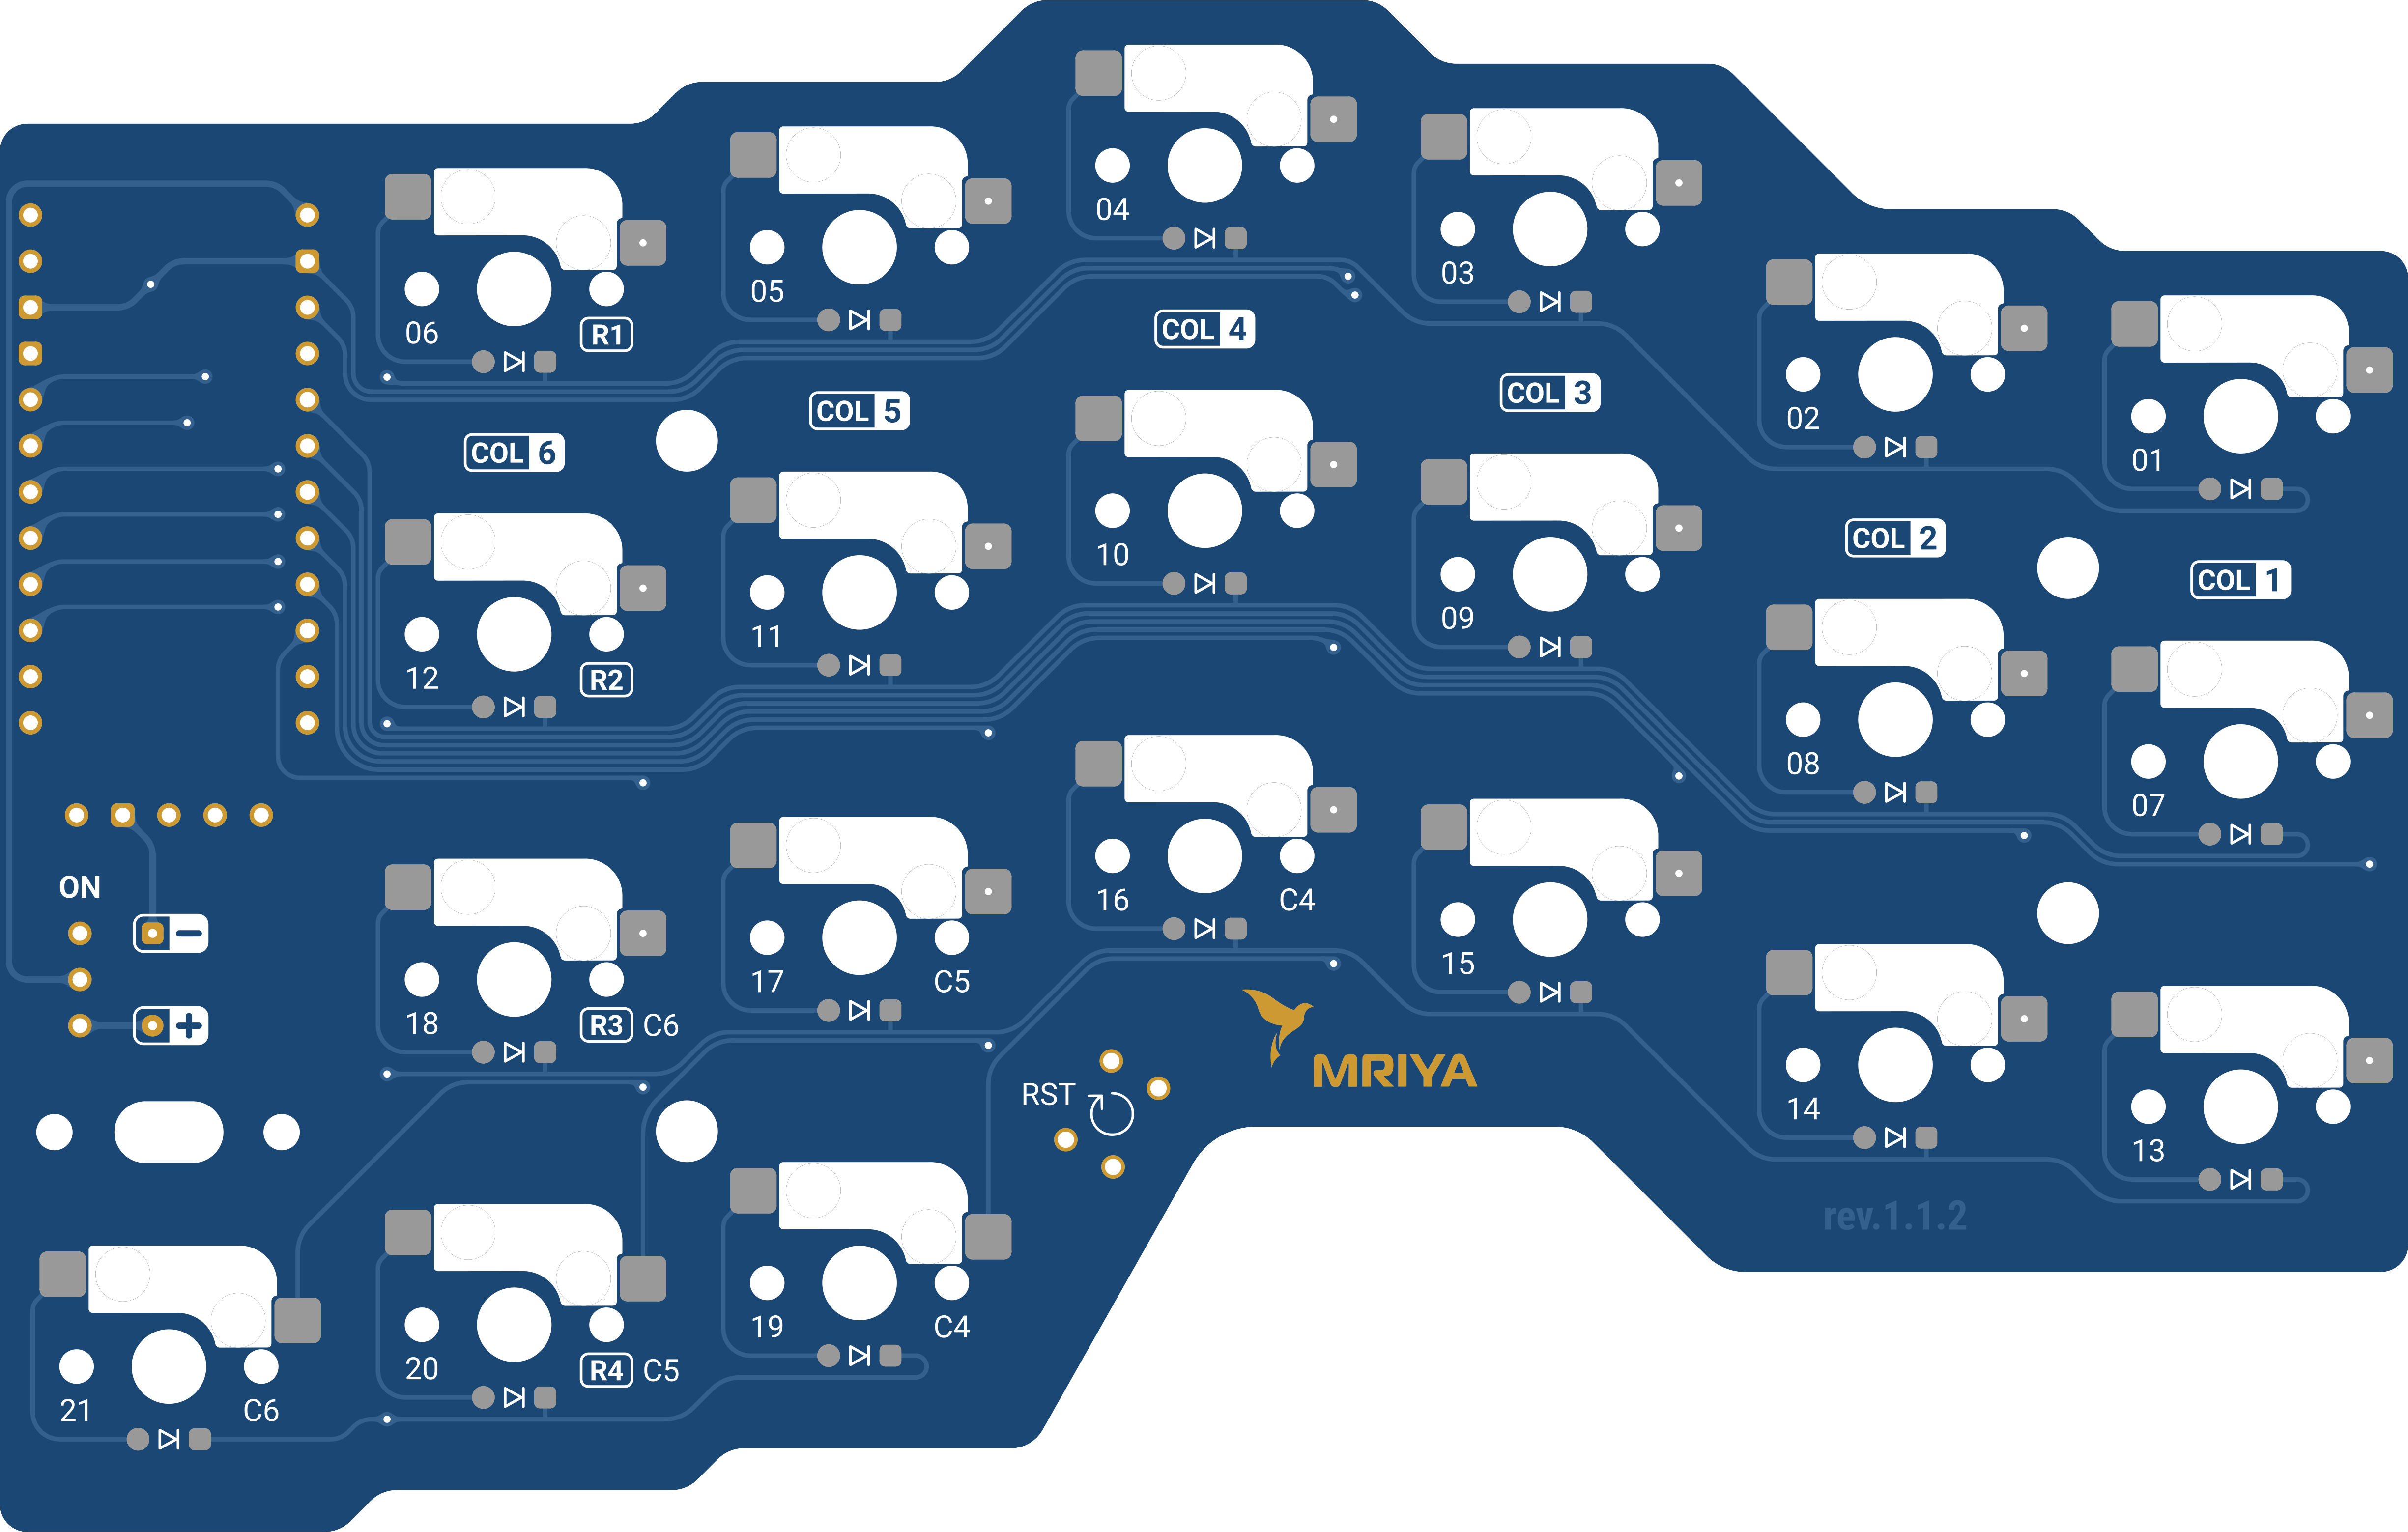 04
03
05
06
R1
COL 4
02
COL 3
COL 5
01
COL 6
COL 2
10
COL 1
09
11
12
R2
08
07
ON
−
16
C4
15
17
C5
+
18
R3 C6
MRIYA
RST
14
13
rev.1.1.2
19
C4
20
R4 C5
21
C6